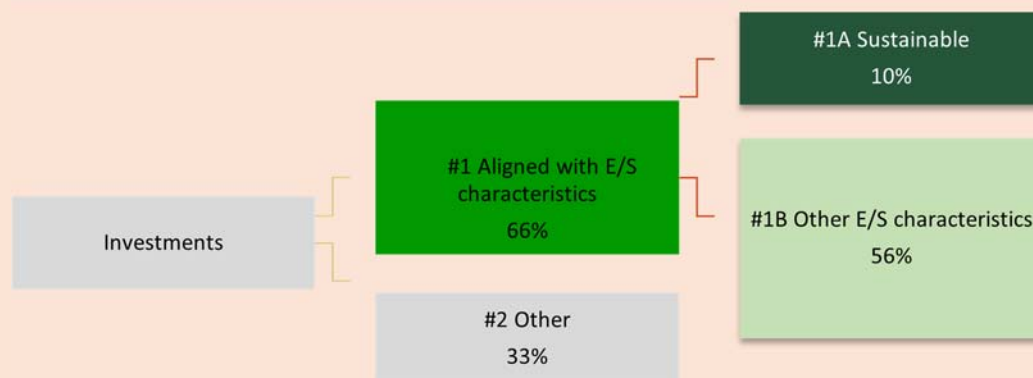 #1A Sustainable
10%
#1 Aligned with E/S
characteristics
66%
#1B Other E/S characteristics
56%
Investments
#2 Other
33%